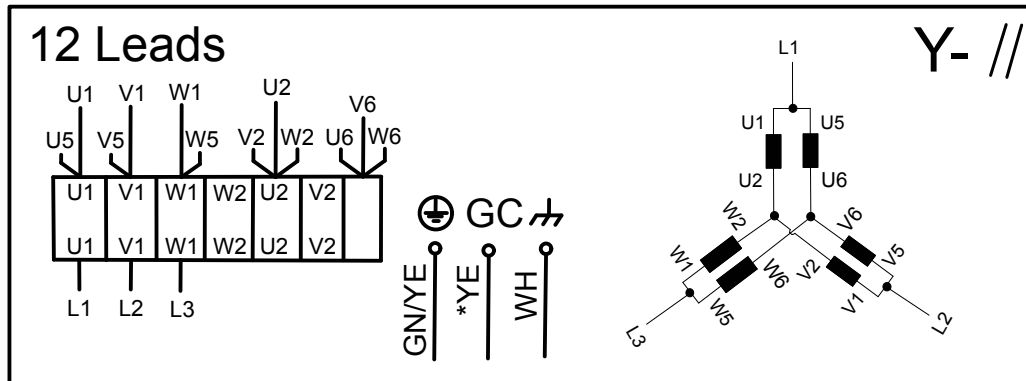 12 Leads
Y- //
U1 V1 W1 U2 V6
U5 V5 W5 V2 W2 U6 W6
U1 V1 W1 W2 U2 V2
U1 V1 W1 W2 U2 V2
L1 L2 L3
GC
GN/YE *YE WH
L1
U1 U5
U2 U6
W2 V6
W1 W6 V2 V5
W5 V1
L3 L2